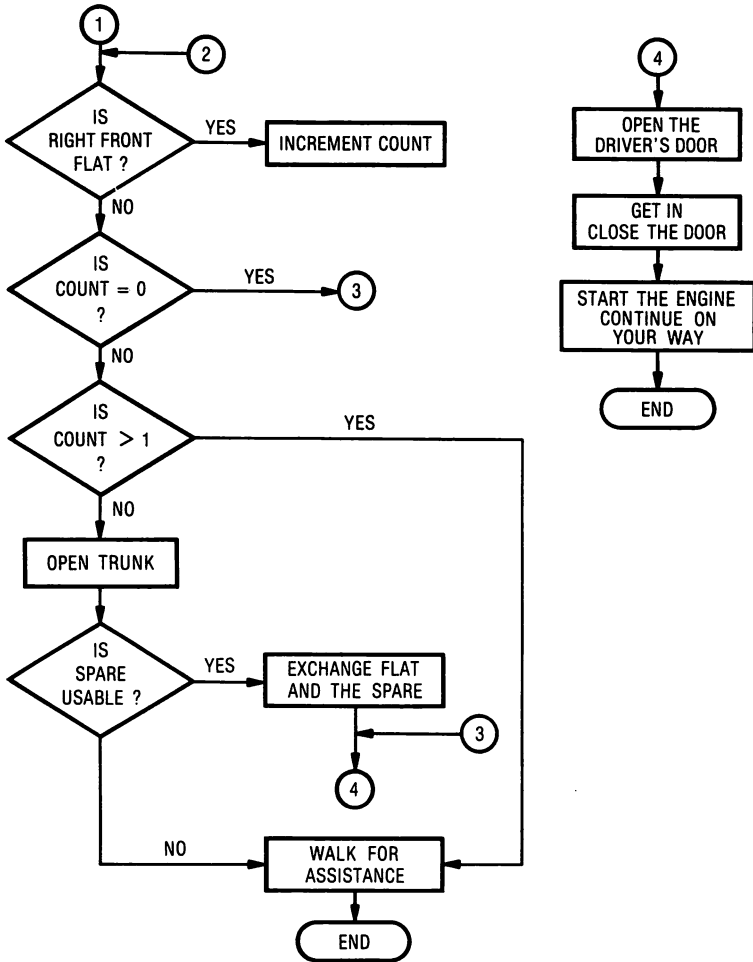 1
2
IS
RIGHT FRONT
FLAT ?
YES
INCREMENT COUNT
NO
IS
COUNT = 0
?
YES
3
NO
IS
COUNT > 1
?
YES
NO
OPEN TRUNK
IS
SPARE
USABLE ?
YES
EXCHANGE FLAT
AND THE SPARE
3
4
NO
WALK FOR
ASSISTANCE
END
4
OPEN THE
DRIVER'S DOOR
GET IN
CLOSE THE DOOR
START THE ENGINE
CONTINUE ON
YOUR WAY
END